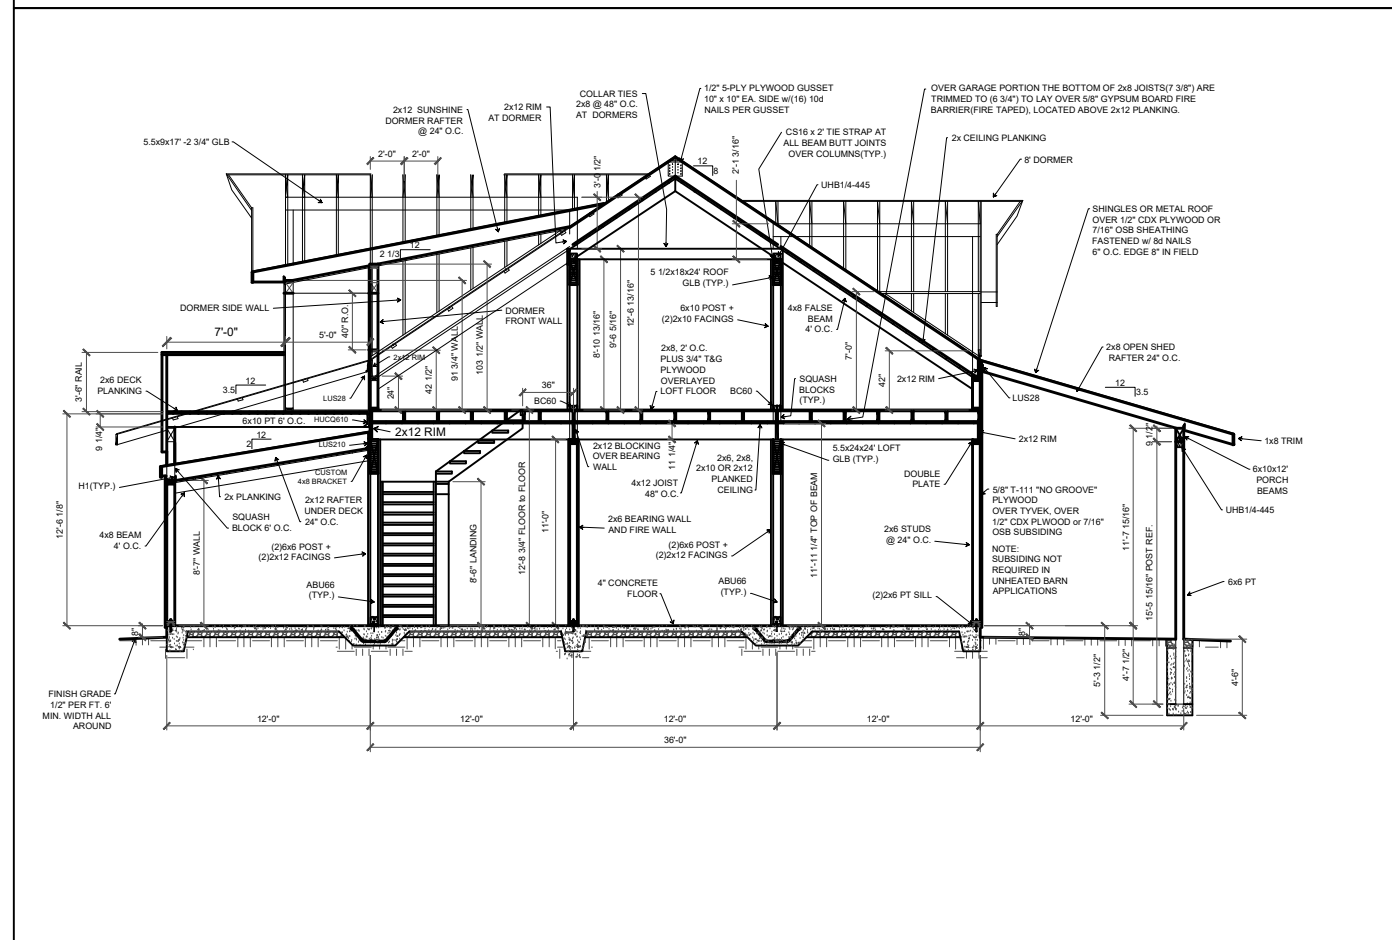 COLLAR TIES
2x8 @ 48" O.C.
AT DORMERS
1/2" 5-PLY PLYWOOD GUSSET
10" x 10" EA. SIDE w/(16) 10d
NAILS PER GUSSET
OVER GARAGE PORTION THE BOTTOM OF 2x8 JOISTS(7 3/8") ARE
TRIMMED TO (6 3/4") TO LAY OVER 5/8" GYPSUM BOARD FIRE
BARRIER(FIRE TAPED), LOCATED ABOVE 2x12 PLANKING.
2x12 SUNSHINE
DORMER RAFTER
@ 24" O.C.
2x12 RIM
AT DORMER
CS16 x 2' TIE STRAP AT
ALL BEAM BUTT JOINTS
OVER COLUMNS(TYP.)
2x CEILING PLANKING
5.5x9x17' -2 3/4" GLB
2'-0"
2'-0"
3'-0 1/2"
2'-1 3/16"
12
8
8' DORMER
UHB1/4-445
SHINGLES OR METAL ROOF
OVER 1/2" CDX PLYWOOD OR
7/16" OSB SHEATHING
FASTENED w/ 8d NAILS
6" O.C. EDGE 8" IN FIELD
12
2 1/3
5 1/2x18x24' ROOF
GLB (TYP.)
DORMER SIDE WALL
40" R.O.
DORMER
FRONT WALL
6x10 POST +
(2)2x10 FACINGS
4x8 FALSE
BEAM
4' O.C.
7'-0"
5'-0"
91 3/4" WALL
103 1/2" WALL
8'-10 13/16"
9'-6 5/16"
12'-6 13/16"
7'-0"
2x12 RIM
2x8, 2' O.C.
PLUS 3/4" T&G
PLYWOOD
OVERLAYED
LOFT FLOOR
2x8 OPEN SHED
RAFTER 24" O.C.
3'-6" RAIL
2x6 DECK
PLANKING
12
3.5
LUS28
24"
42 1/2"
36"
BC60
BC60
SQUASH
BLOCKS
(TYP.)
2x12 RIM
42"
LUS28
12
3.5
6x10 PT 6' O.C.
HUCQ610
2x12 RIM
9 1/4"
12
2
LUS210
CUSTOM
4x8 BRACKET
2x12 BLOCKING
OVER BEARING
WALL
11 1/4"
5.5x24x24' LOFT
GLB (TYP.)
2x12 RIM
9 1/2"
1x8 TRIM
H1(TYP.)
2x PLANKING
2x12 RAFTER
UNDER DECK
24" O.C.
4x12 JOIST
48" O.C.
2x6, 2x8,
2x10 OR 2x12
PLANKED
CEILING
DOUBLE
PLATE
6x10x12'
PORCH
BEAMS
SQUASH
BLOCK 6' O.C.
4x8 BEAM
4' O.C.
12'-6 1/8"
8'-7" WALL
(2)6x6 POST +
(2)2x12 FACINGS
8'-6" LANDING
12'-8 3/4" FLOOR to FLOOR
11'-0"
2x6 BEARING WALL
AND FIRE WALL
(2)6x6 POST +
(2)2x12 FACINGS
11'-11 1/4" TOP OF BEAM
2x6 STUDS
@ 24" O.C.
5/8" T-111 "NO GROOVE"
PLYWOOD
OVER TYVEK, OVER
1/2" CDX PLWOOD or 7/16"
OSB SUBSIDING
NOTE:
SUBSIDING NOT
REQUIRED IN
UNHEATED BARN
APPLICATIONS
11'-7 15/16"
15'-5 15/16" POST REF.
UHB1/4-445
6x6 PT
ABU66
(TYP.)
4" CONCRETE
FLOOR
ABU66
(TYP.)
(2)2x6 PT SILL
8"
8"
5'-3 1/2"
4'-7 1/2"
4'-6"
FINISH GRADE
1/2" PER FT. 6'
MIN. WIDTH ALL
AROUND
12'-0"
12'-0"
12'-0"
12'-0"
12'-0"
36'-0"